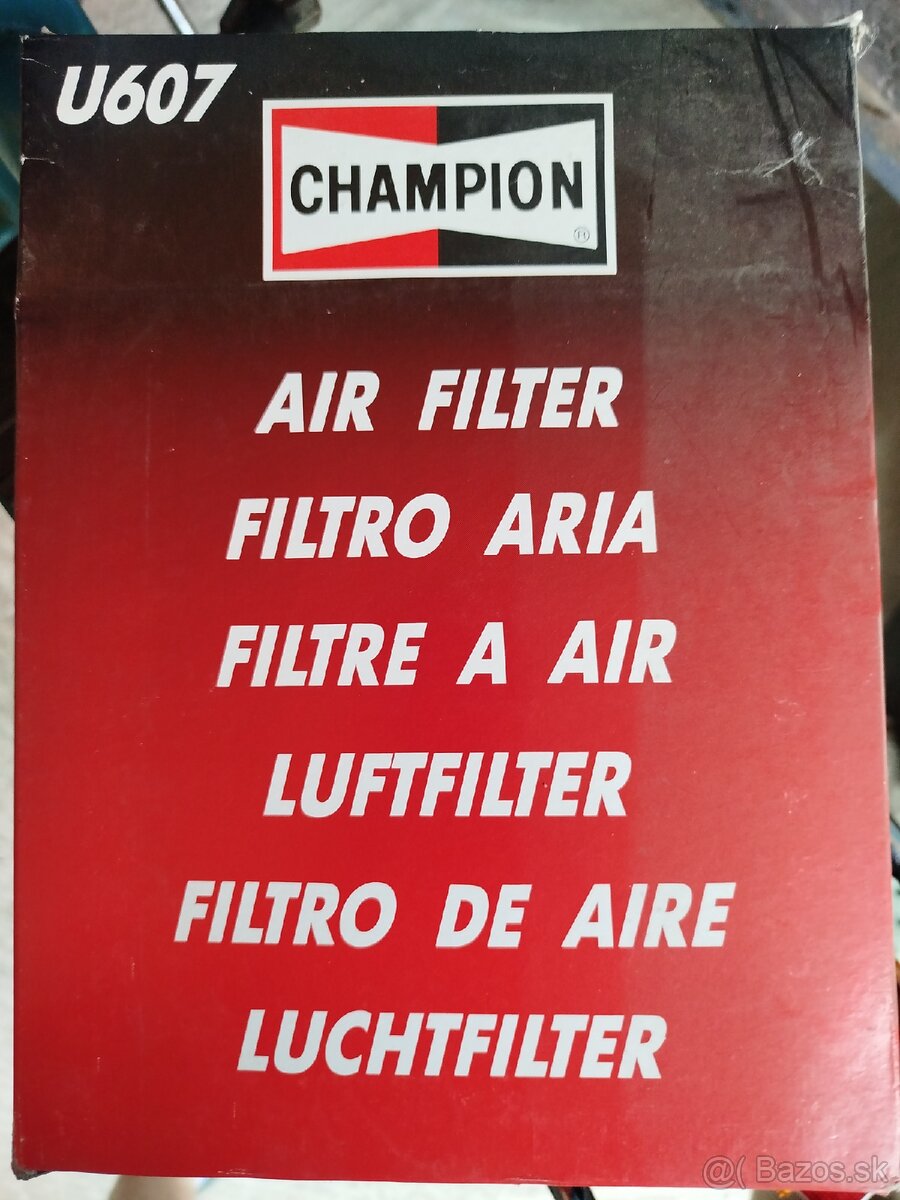 U607
CHAMPION
®
AIR FILTER
FILTRO ARIA
FILTRE A AIR
LUFTFILTER
FILTRO DE AIRE
LUCHTFILTER
@( Bazos.sk